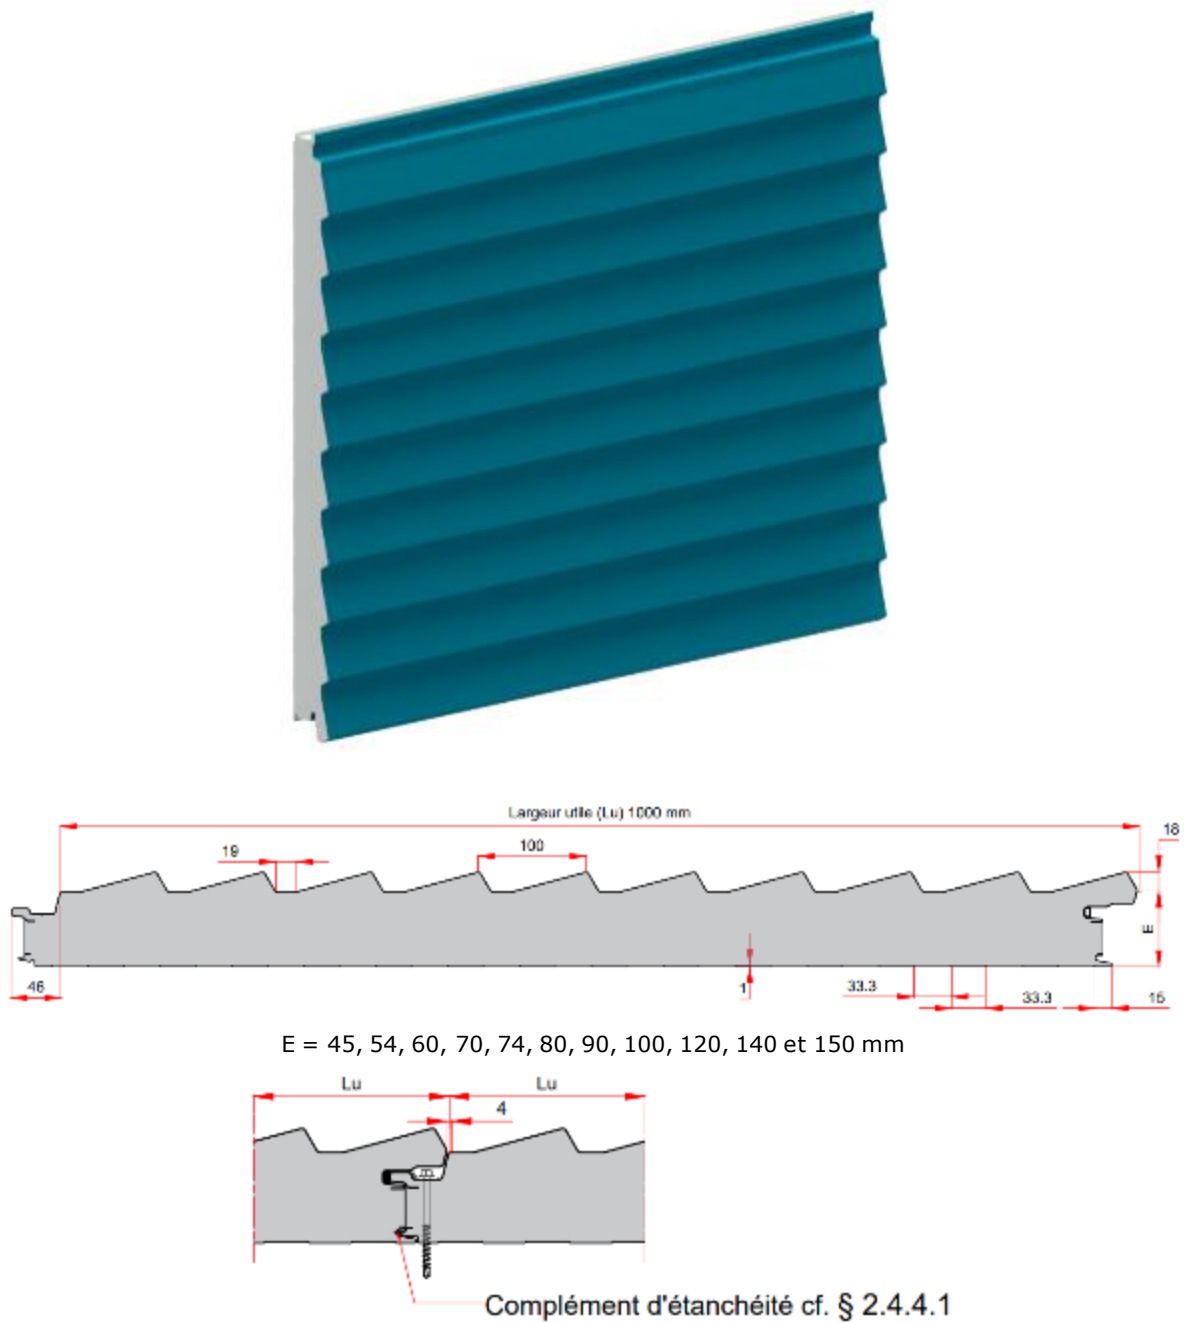 Largeur utile (Lu) 1000 mm
18
19
100
E
46
1
33.3
33.3
15
E = 45, 54, 60, 70, 74, 80, 90, 100, 120, 140 et 150 mm
Lu
Lu
4
Complément d'étanchéité cf. § 2.4.4.1